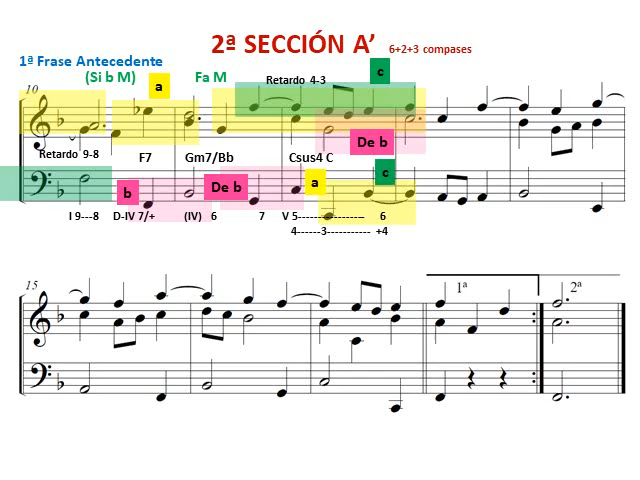 2ª SECCIÓN A’ 6+2+3 compases
1ª Frase Antecedente
(Si b M) a Fa M
Retardo 4-3 c
10
De b
Retardo 9-8 F7 Gm7/Bb Csus4 C
b De b a c
I 9---8 D-IV 7/+ (IV) 6 7 V 5------------------ 6
4------3----------- +4
15
1ª 2ª